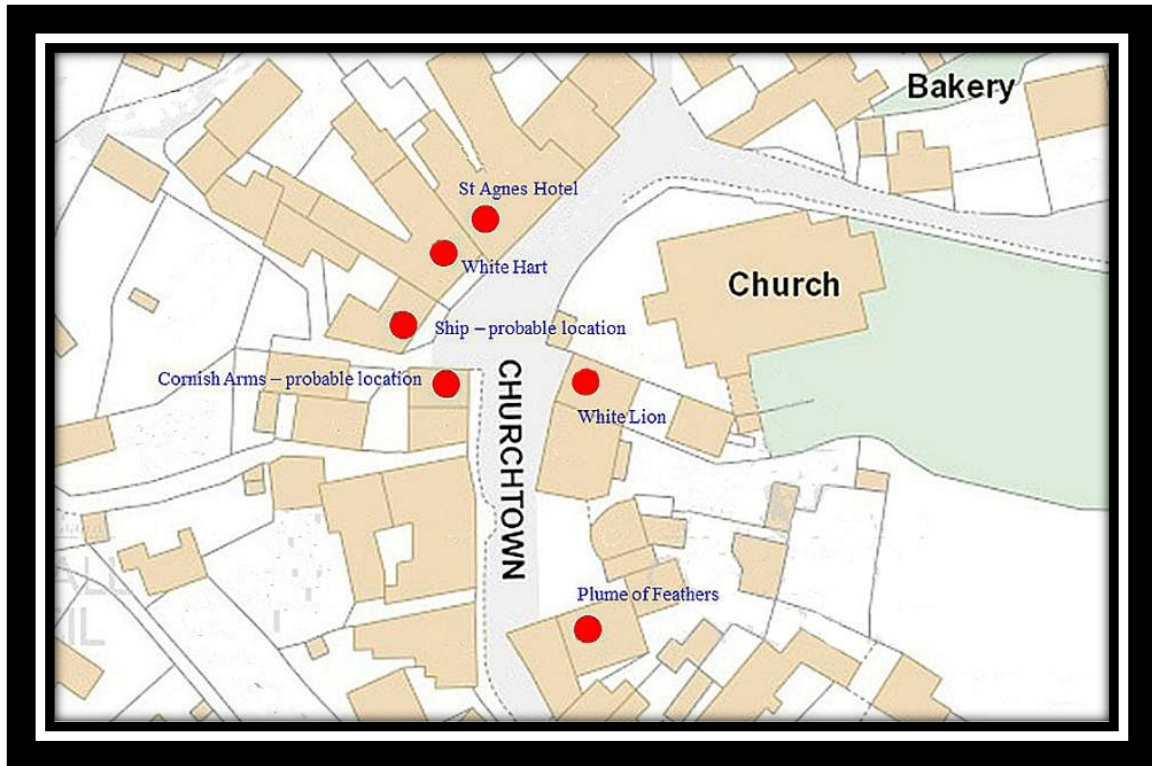 Bakery
St Agnes Hotel
White Hart
Church
Ship – probable location
Cornish Arms – probable location
White Lion
CHURCHTOWN
Plume of Feathers